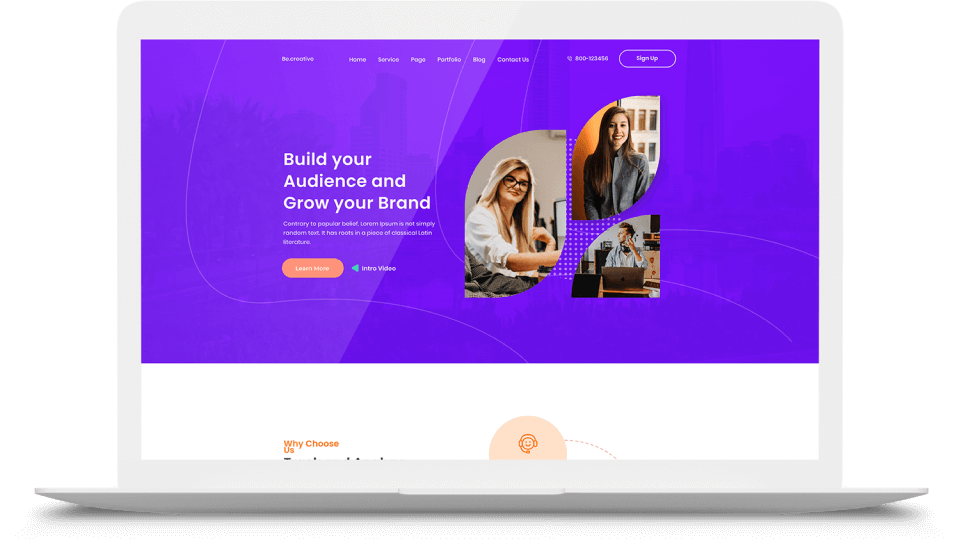 Be.creative
Home Service Page Portfolio Blog Contact Us
800-123456
Sign Up
Build your
Audience and
Grow your Brand
Contrary to popular belief, Lorem Ipsum is not simply
random text. It has roots in a piece of classical Latin
literature.
Learn More
Intro Video
Why Choose
Us